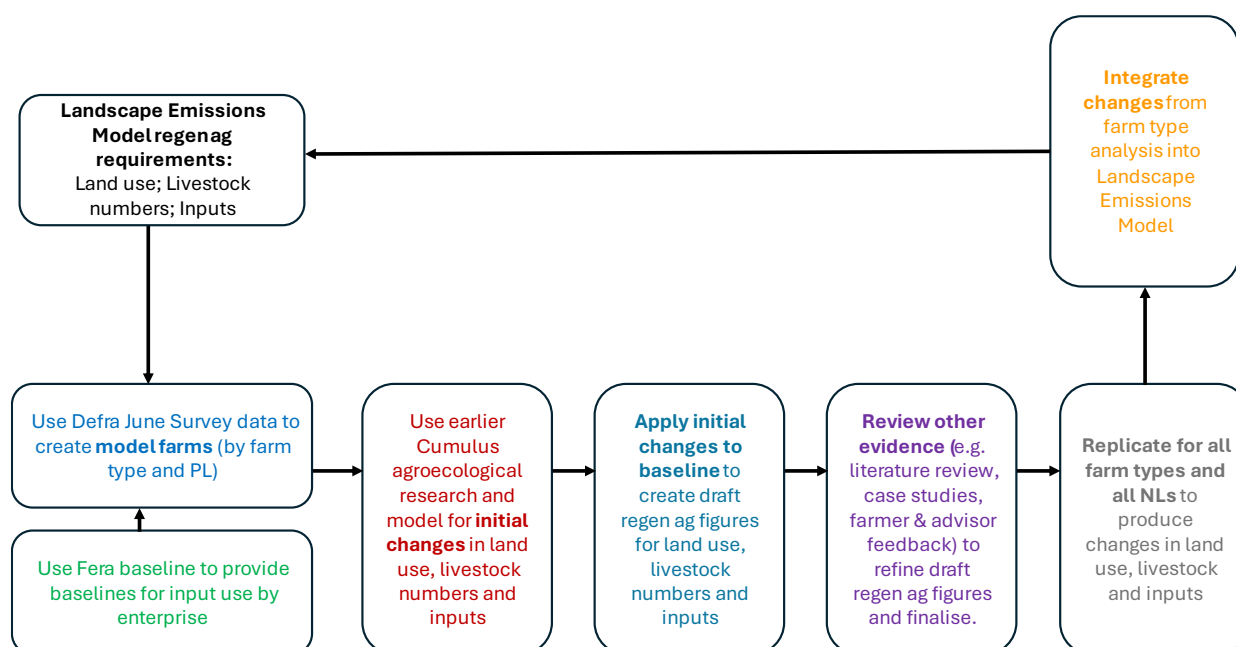 Landscape Emissions
Model regen ag
requirements:
Land use; Livestock
numbers; Inputs
Integrate
changes from
farm type
analysis into
Landscape
Emissions
Model
Use Defra June Survey data to
create model farms (by farm
type and PL)
Use Fera baseline to provide
baselines for input use by
enterprise
Use earlier
Cumulus
agroecological
research and
model for initial
changes in land
use, livestock
numbers and
inputs
Apply initial
changes to
baseline to
create draft
regen ag figures
for land use,
livestock
numbers and
inputs
Review other
evidence (e.g.
literature review,
case studies,
farmer & advisor
feedback) to
refine draft
regen ag figures
and finalise.
Replicate for all
farm types and
all NLs to
produce
changes in land
use, livestock
and inputs